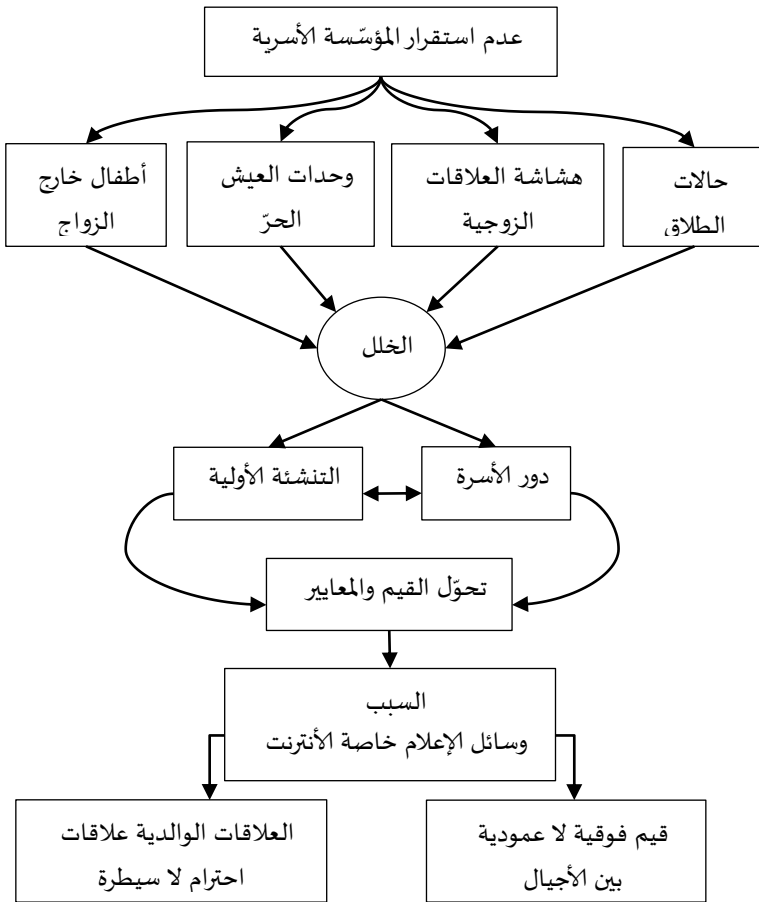 عدم استقرار المؤسّسة الأسرية
حالات
الطلاق
هشاشة العلاقات
الزوجية
وحدات العيش
الحرّ
أطفال خارج
الزواج
الخلل
دور الأسرة
التنشئة الأولية
تحوّل القيم والمعايير
السبب
وسائل الإعلام خاصة الأنترنت
قيم فوقية لا عمودية
بين الأجيال
العلاقات الوالدية علاقات
احترام لا سيطرة